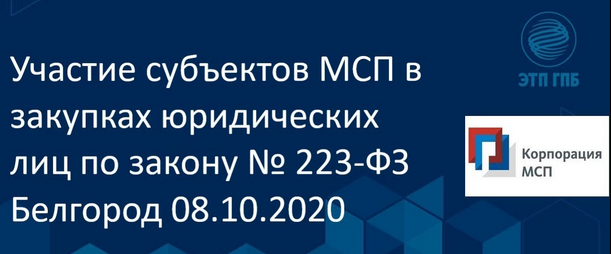 Участие субъектов МСП в
закупках юридических
лиц по закону № 223-ФЗ
Белгород 08.10.2020
ЭТП ГПБ
Корпорация
МСП